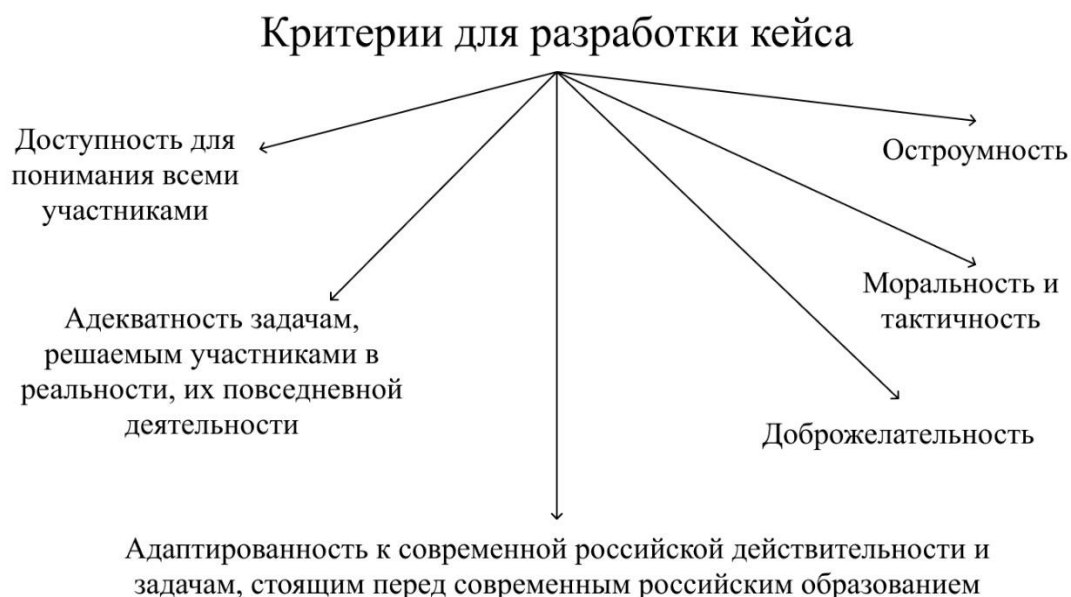 Критерии для разработки кейса
Доступность для
понимания всеми
участниками
Адекватность задачам,
решаемым участниками в
реальности, их повседневной
деятельности
Адаптированность к современной российской действительности и
задачам, стоящим перед современным российским образованием
Доброжелательность
Моральность и
тактичность
Остроумность